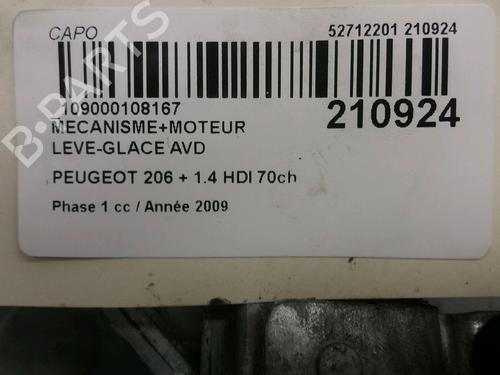 CAPO
52712201 210924
109000108167
210924
MECANISME+MOTEUR
LEVE-GLACE AVD
PEUGEOT 206 + 1.4 HDI 70ch
Phase 1 cc / Année 2009
B-PARTS